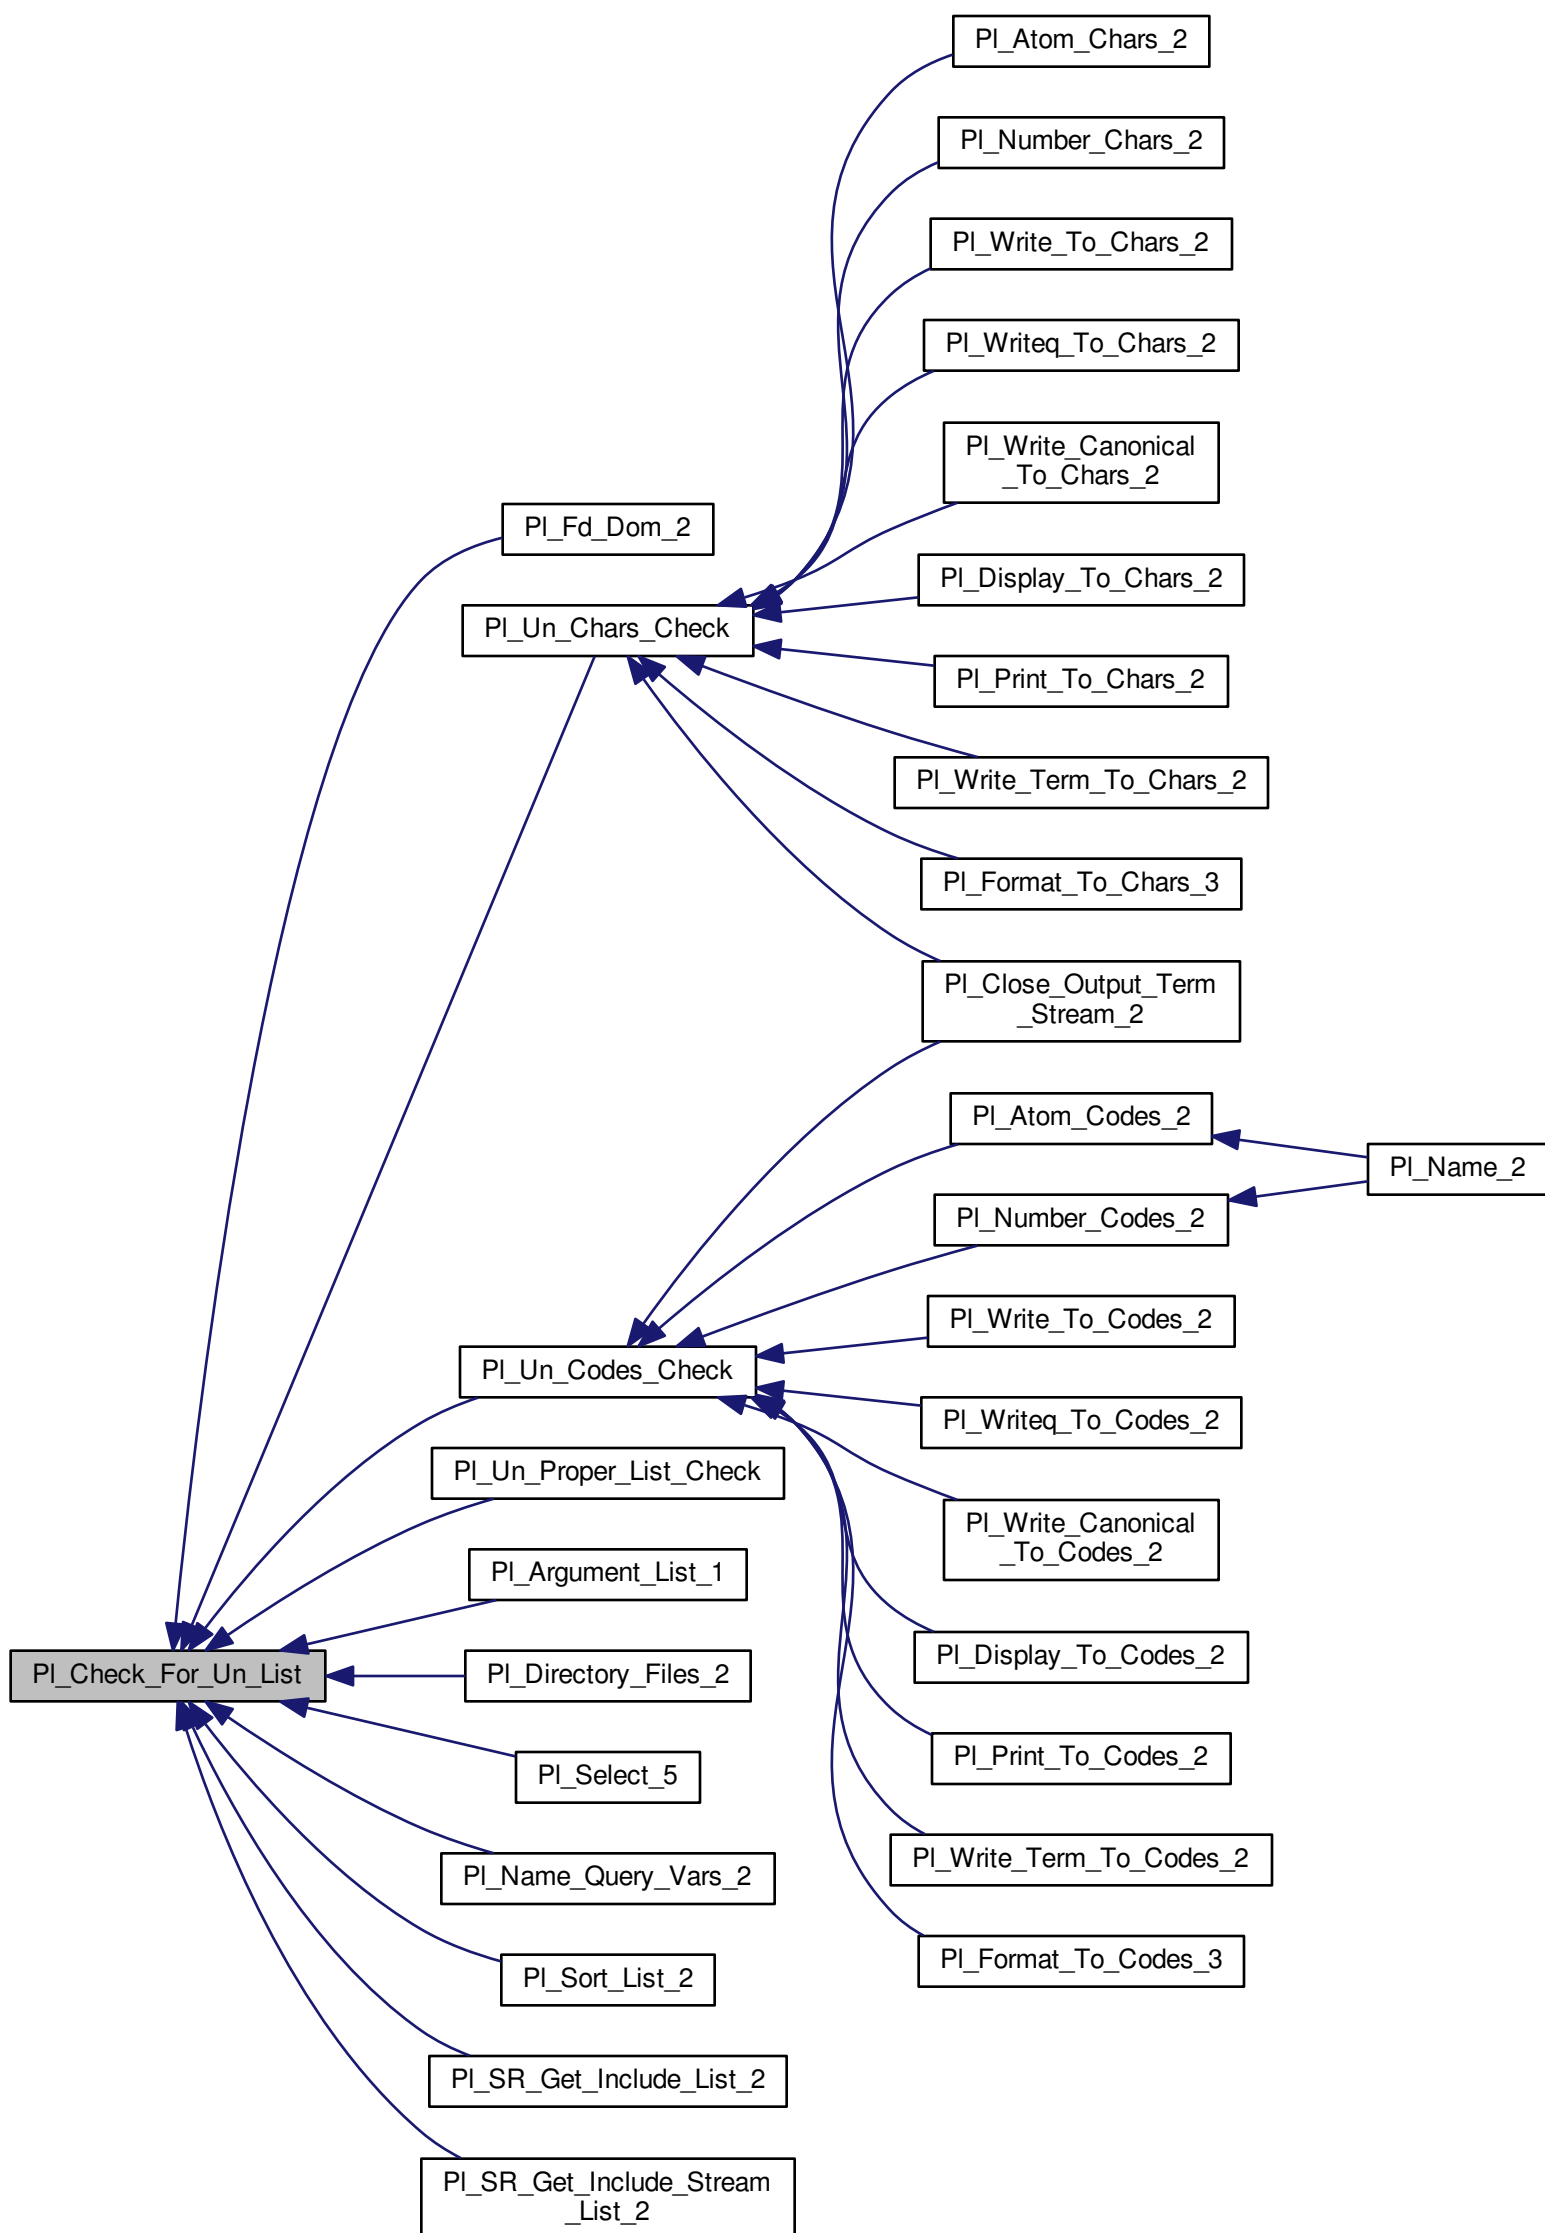 Pl_Atom_Chars_2
Pl_Number_Chars_2
Pl_Write_To_Chars_2
Pl_Writeq_To_Chars_2
Pl_Write_Canonical
_To_Chars_2
Pl_Fd_Dom_2
Pl_Display_To_Chars_2
Pl_Un_Chars_Check
Pl_Print_To_Chars_2
Pl_Write_Term_To_Chars_2
Pl_Format_To_Chars_3
Pl_Close_Output_Term
_Stream_2
Pl_Atom_Codes_2
Pl_Name_2
Pl_Number_Codes_2
Pl_Write_To_Codes_2
Pl_Un_Codes_Check
Pl_Writeq_To_Codes_2
Pl_Un_Proper_List_Check
Pl_Write_Canonical
_To_Codes_2
Pl_Argument_List_1
Pl_Display_To_Codes_2
Pl_Check_For_Un_List
Pl_Directory_Files_2
Pl_Print_To_Codes_2
Pl_Select_5
Pl_Write_Term_To_Codes_2
Pl_Name_Query_Vars_2
Pl_Format_To_Codes_3
Pl_Sort_List_2
Pl_SR_Get_Include_List_2
Pl_SR_Get_Include_Stream
_List_2